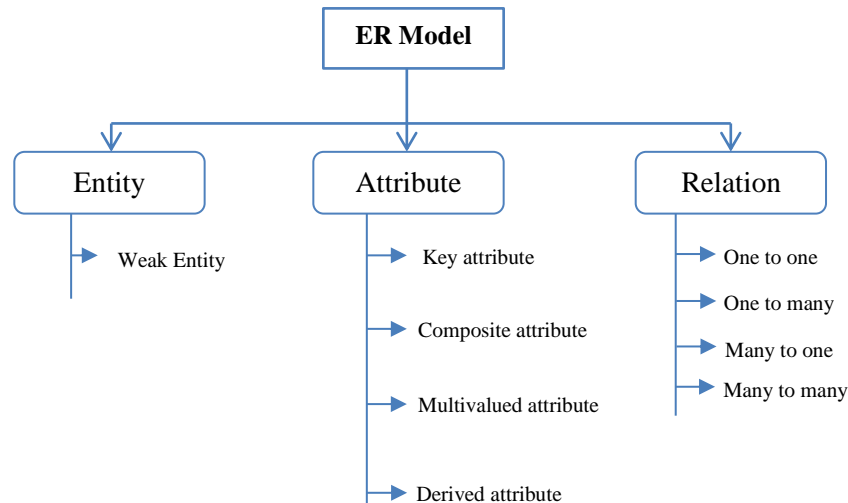 ER Model
Entity
Attribute
Relation
Weak Entity
Key attribute
Composite attribute
Multivalued attribute
Derived attribute
One to one
One to many
Many to one
Many to many